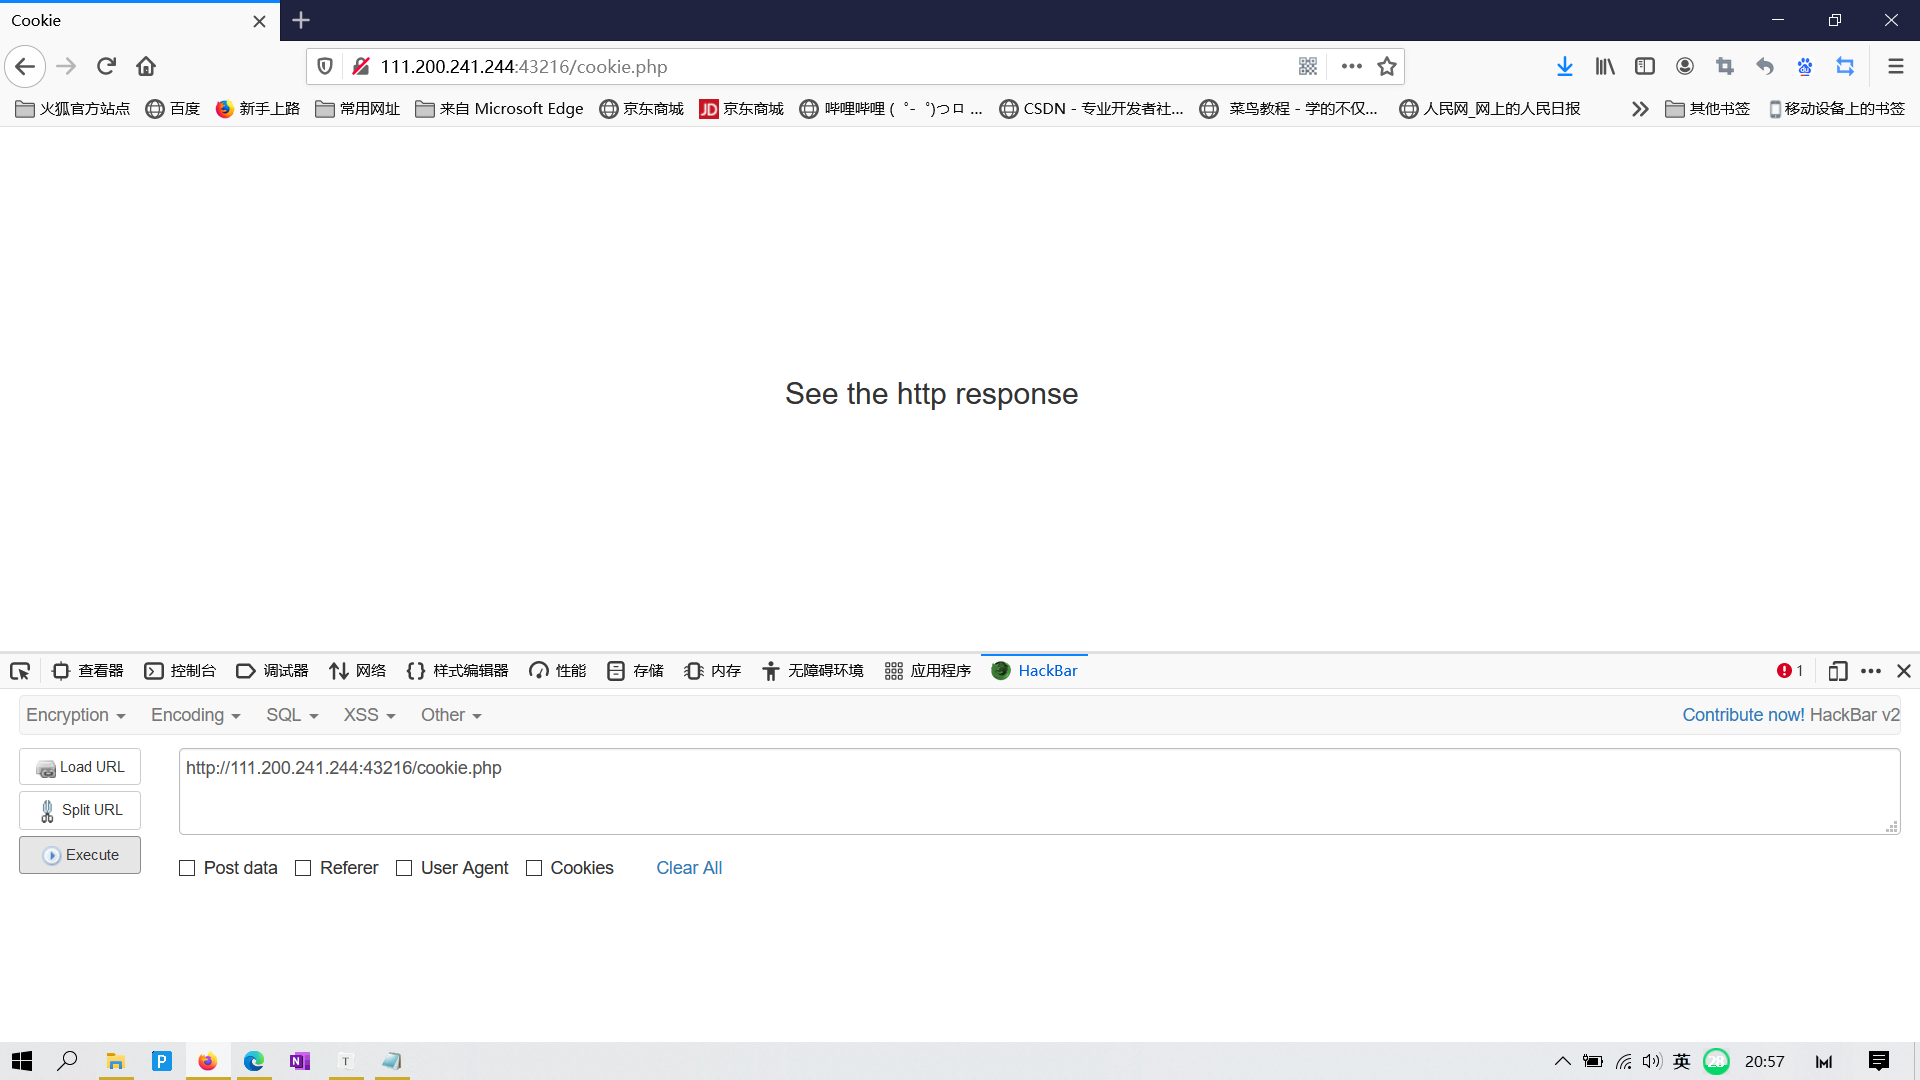 Cookie
111.200.241.244:43216/cookie.php
火狐官方站点 百度 新手上路 常用网址 来自 Microsoft Edge 京东商城 JD 京东商城 哔哩哔哩 ( ゜- ゜)つロ ... CSDN - 专业开发者社... 菜鸟教程 - 学的不仅... 人民网_网上的人民日报 其他书签 移动设备上的书签
See the http response
查看器 控制台 调试器 网络 样式编辑器 性能 存储 内存 无障碍环境 应用程序 HackBar 1
Encryption Encoding SQL XSS Other Contribute now! HackBar v2
Load URL
http://111.200.241.244:43216/cookie.php
Split URL
Execute
Post data Referer User Agent Cookies Clear All
P N T 英 28 20:57